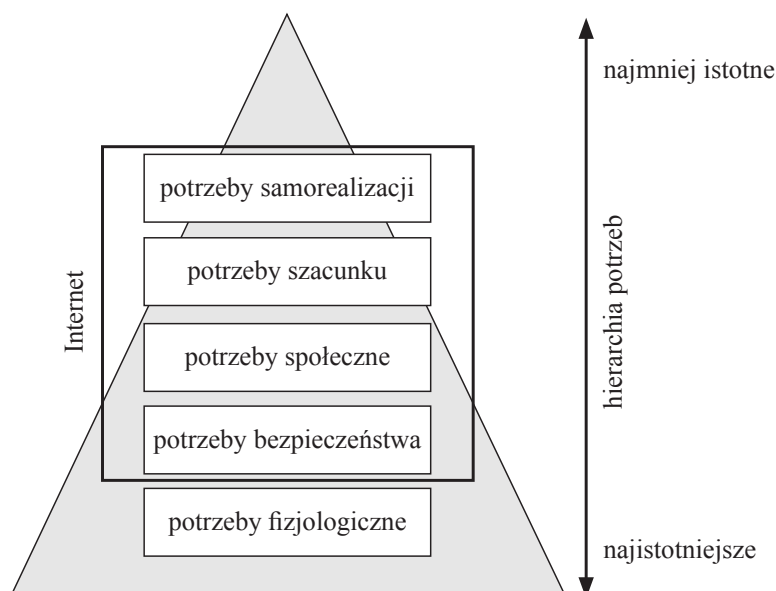 najmniej istotne
potrzeby samorealizacji
potrzeby szacunku
potrzeby społeczne
potrzeby bezpieczeństwa
potrzeby fizjologiczne
Internet
hierarchia potrzeb
najistotniejsze